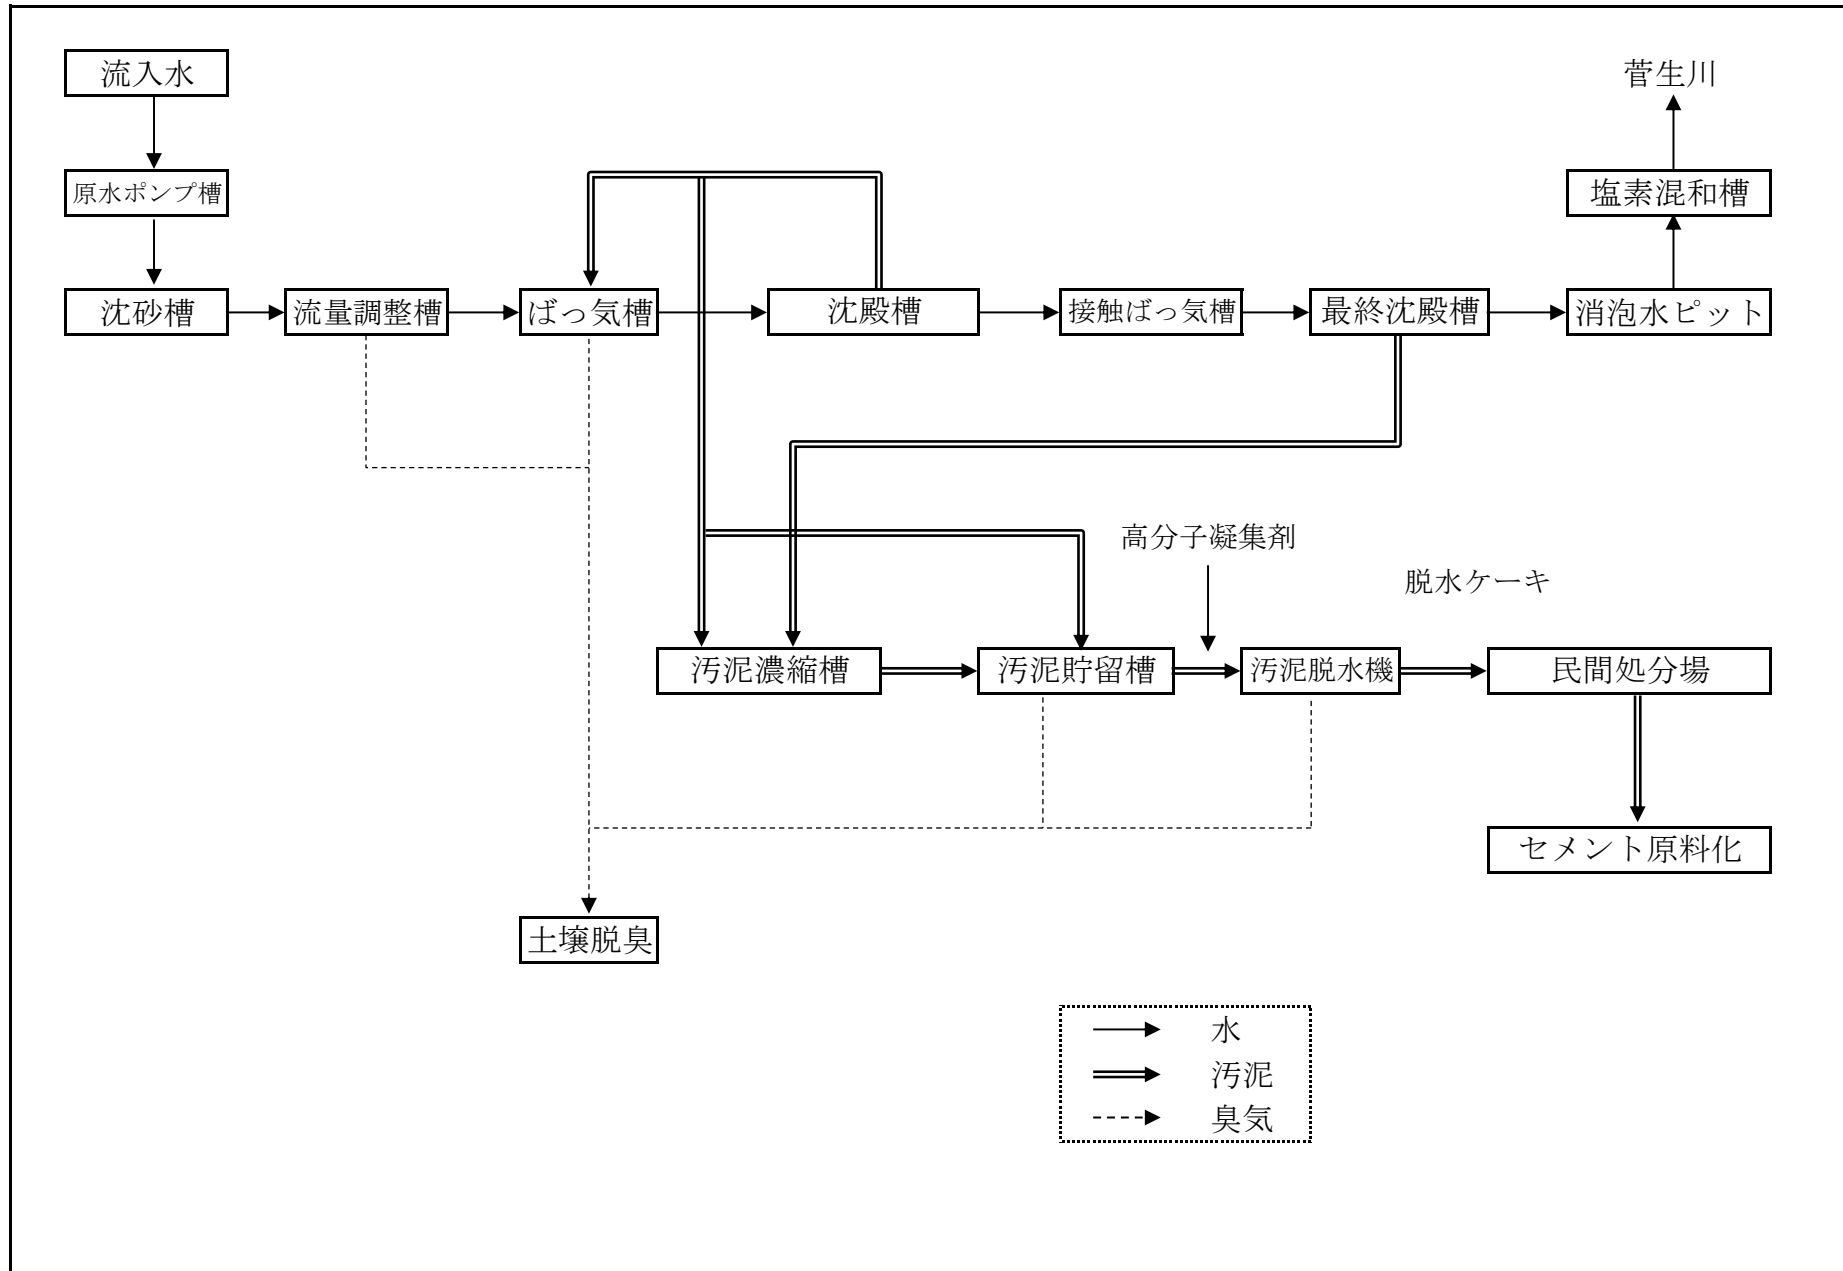 流入水
菅生川
原水ポンプ槽
塩素混和槽
沈砂槽
流量調整槽
ばっ気槽
沈殿槽
接触ばっ気槽
最終沈殿槽
消泡水ピット
高分子凝集剤
脱水ケーキ
汚泥濃縮槽
汚泥貯留槽
汚泥脱水機
民間処分場
セメント原料化
土壌脱臭
水
汚泥
臭気